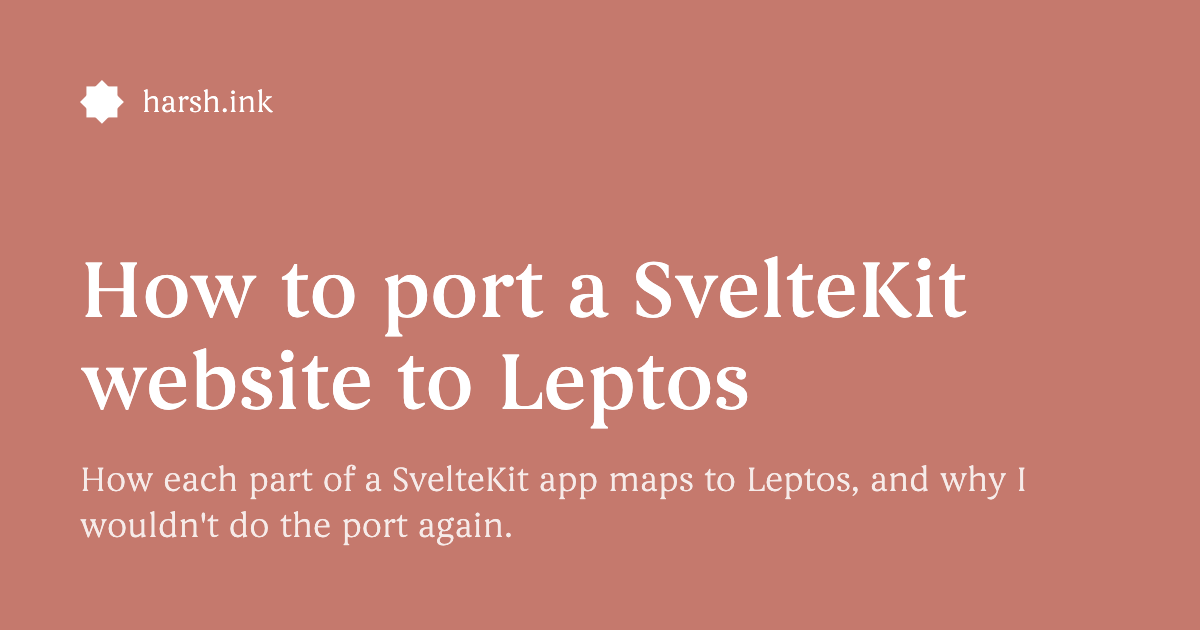 harsh.ink
How to port a SvelteKit
website to Leptos
How each part of a SvelteKit app maps to Leptos, and why I
wouldn't do the port again.